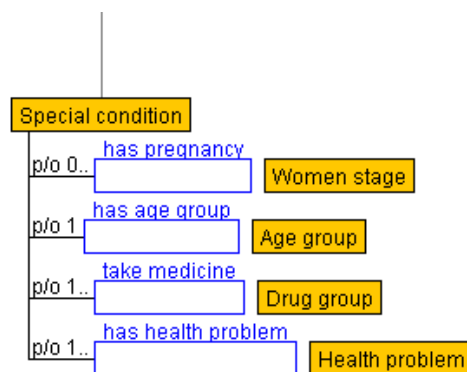 Special condition
has pregnancy
p/o 0.. Women stage
has age group
p/o 1 Age group
take medicine
p/o 1.. Drug group
has health problem
p/o 1.. Health problem